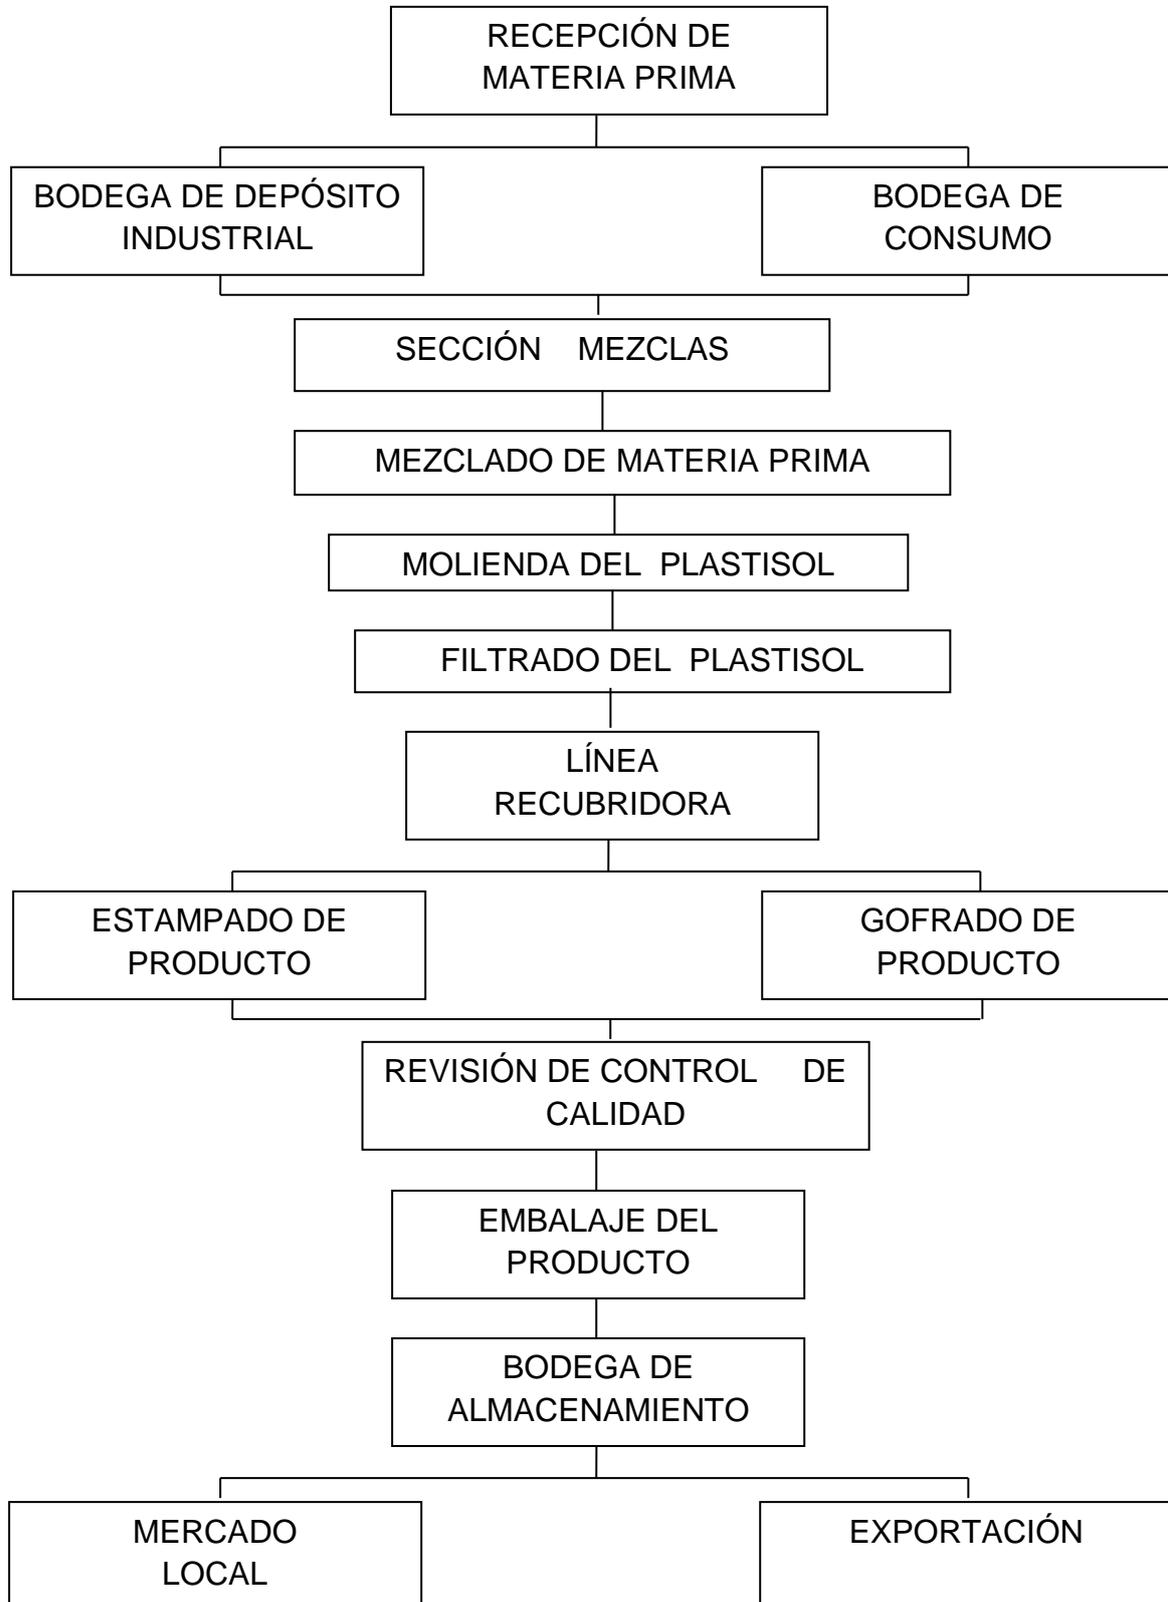 RECEPCIÓN DE
MATERIA PRIMA
BODEGA DE DEPÓSITO
INDUSTRIAL
BODEGA DE
CONSUMO
SECCIÓN MEZCLAS
MEZCLADO DE MATERIA PRIMA
MOLIENDA DEL PLASTISOL
FILTRADO DEL PLASTISOL
LÍNEA
RECUBRIDORA
ESTAMPADO DE
PRODUCTO
GOFRADO DE
PRODUCTO
REVISIÓN DE CONTROL DE
CALIDAD
EMBALAJE DEL
PRODUCTO
BODEGA DE
ALMACENAMIENTO
MERCADO
LOCAL
EXPORTACIÓN